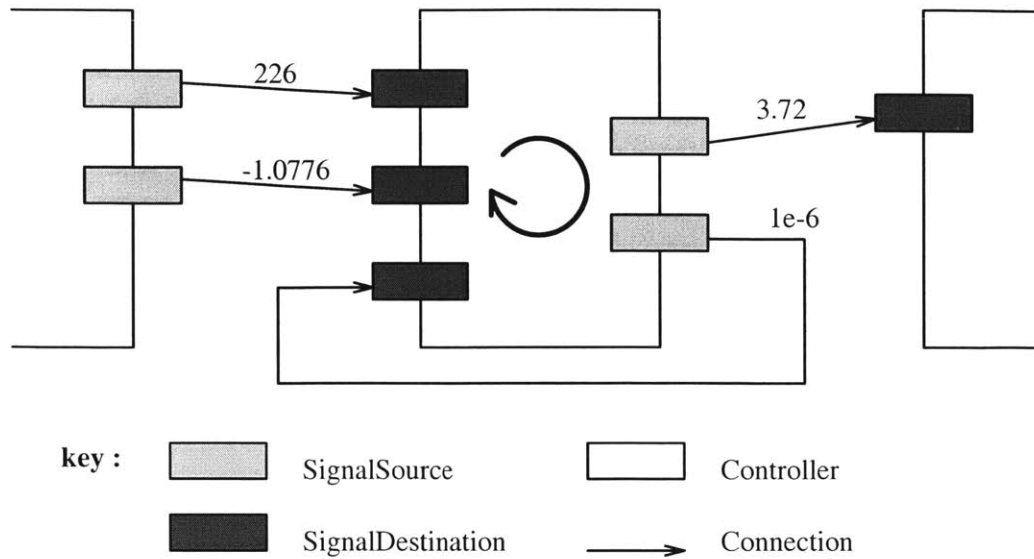 226
3.72
-1.0776
1e-6
key :
SignalSource
Controller
SignalDestination
Connection